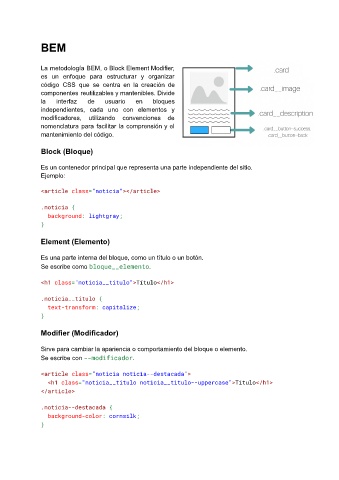 BEM
La metodología BEM, o Block Element Modifier,
es un enfoque para estructurar y organizar
código CSS que se centra en la creación de
componentes reutilizables y mantenibles. Divide
la interfaz de usuario en bloques
independientes, cada uno con elementos y
modificadores, utilizando convenciones de
nomenclatura para facilitar la comprensión y el
mantenimiento del código.
card
card__image
card__description
card__button-success
card__button-back
Block (Bloque)
Es un contenedor principal que representa una parte independiente del sitio.
Ejemplo:
<article class="noticia"></article>
.noticia {
background: lightgray;
}
Element (Elemento)
Es una parte interna del bloque, como un título o un botón.
Se escribe como bloque__elemento.
<h1 class="noticia__titulo">Título</h1>
.noticia__titulo {
text-transform: capitalize;
}
Modifier (Modificador)
Sirve para cambiar la apariencia o comportamiento del bloque o elemento.
Se escribe con --modificador.
<article class="noticia noticia--destacada">
<h1 class="noticia__titulo noticia__titulo--uppercase">Título</h1>
</article>
.noticia--destacada {
background-color: cornsilk;
}